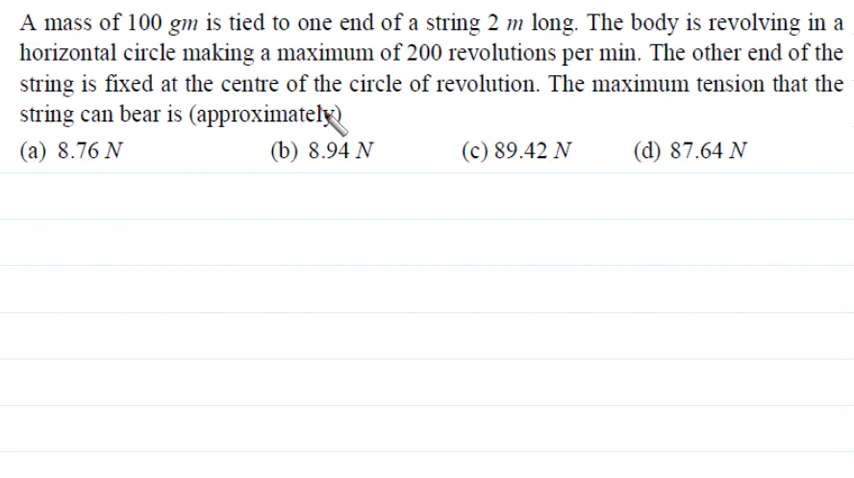 A mass of 100 gm is tied to one end of a string 2 m long. The body is revolving in a
horizontal circle making a maximum of 200 revolutions per min. The other end of the
string is fixed at the centre of the circle of revolution. The maximum tension that the
string can bear is (approximately)
(a) 8.76 N (b) 8.94 N (c) 89.42 N (d) 87.64 N